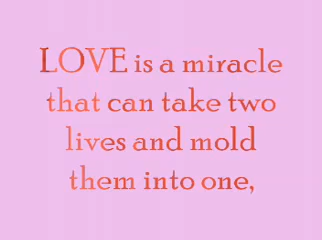 LOVE is a miracle
that can take two
lives and mold
them into one,